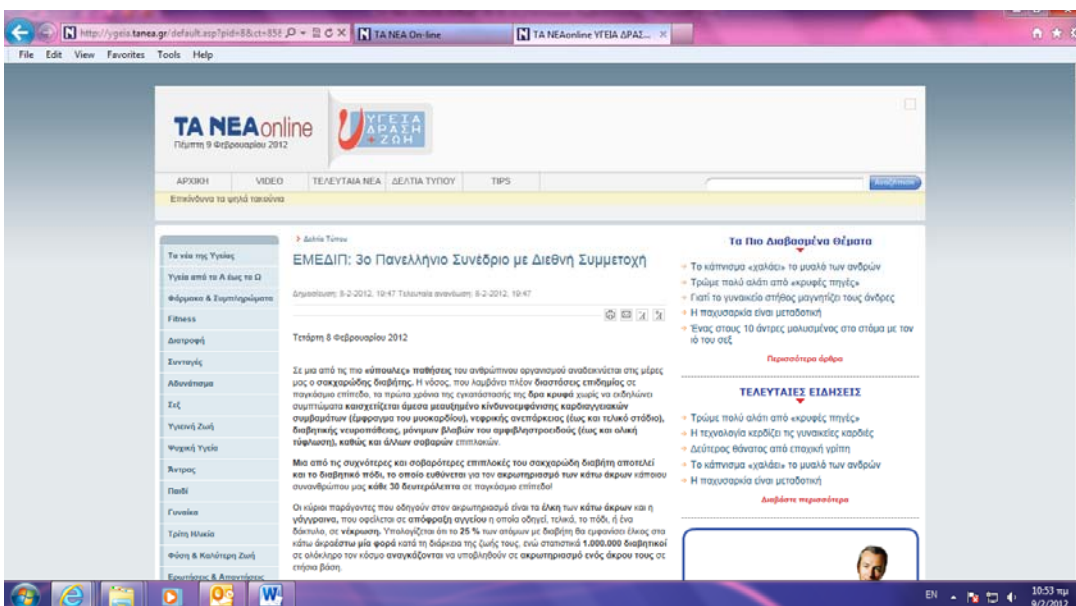 http://ygeia.tanea.gr/default.asp?pid=8&ct=85
TA NEA On-line
TA NEAonline ΥΓΕΙΑ ΔΡΑΣ...
File Edit View Favorites Tools Help
ΤΑ ΝΕΑ online
Πέμπτη 9 Φεβρουαρίου 2012
ΥΓΕΙΑ
ΔΡΑΣΗ
+ ΖΩΗ
ΑΡΧΙΚΗ VIDEO ΤΕΛΕΥΤΑΙΑ ΝΕΑ ΔΕΛΤΙΑ ΤΥΠΟΥ TIPS
Αναζήτηση
Επικίνδυνα τα ψηλά τακούνια
Τα νέα της Υγείας
Υγεία από το Α έως το Ω
Φάρμακα & Συμπληρώματα
Fitness
Διατροφή
Συνταγές
Αδυνάτισμα
Σεξ
Υγιεινή Ζωή
Ψυχική Υγεία
Άντρας
Παιδί
Γυναίκα
Τρίτη Ηλικία
Φύση & Καλύτερη Ζωή
Ερωτήσεις & Απαντήσεις
Δελτία Τύπου
ΕΜΕΔΙΠ: 3ο Πανελλήνιο Συνέδριο με Διεθνή Συμμετοχή
Δημοσίευση: 8-2-2012, 19:47 Τελευταία ανανέωση: 8-2-2012, 19:47
Τετάρτη 8 Φεβρουαρίου 2012
Σε μια από τις πιο «ύπουλες» παθήσεις του ανθρώπινου οργανισμού αναδεικνύεται στις μέρες
μας ο σακχαρώδης διαβήτης. Η νόσος, που λαμβάνει πλέον διαστάσεις επιδημίας σε
παγκόσμιο επίπεδο, τα πρώτα χρόνια της εγκατάστασής της δρα κρυφά χωρίς να εκδηλώνει
συμπτώματα καισχετίζεται άμεσα μεαυξημένο κίνδυνοεμφάνισης καρδιαγγειακών
συμβαμάτων (έμφραγμα του μυοκαρδίου), νεφρικής ανεπάρκειας (έως και τελικό στάδιο),
διαβητικής νευροπάθειας, μόνιμων βλαβών του αμφιβληστροειδούς (έως και ολική
τύφλωση), καθώς και άλλων σοβαρών επιπλοκών.
Μια από τις συχνότερες και σοβαρότερες επιπλοκές του σακχαρώδη διαβήτη αποτελεί
και το διαβητικό πόδι, το οποίο ευθύνεται για τον ακρωτηριασμό των κάτω άκρων κάποιου
συνανθρώπου μας κάθε 30 δευτερόλεπτα σε παγκόσμιο επίπεδο!
Οι κύριοι παράγοντες που οδηγούν στον ακρωτηριασμό είναι τα έλκη των κάτω άκρων και η
γάγγραινα, που οφείλεται σε απόφραξη αγγείου η οποία οδηγεί, τελικά, το πόδι, ή ένα
δάκτυλο, σε νέκρωση. Υπολογίζεται ότι το 25 % των ατόμων με διαβήτη θα εμφανίσει έλκος στα
κάτω άκραέστω μία φορά κατά τη διάρκεια της ζωής τους, ενώ στατιστικά 1.000.000 διαβητικοί
σε ολόκληρο τον κόσμο αναγκάζονται να υποβληθούν σε ακρωτηριασμό ενός άκρου τους σε
ετήσια βάση.
Τα Πιο Διαβασμένα Θέματα
Το κάπνισμα «χαλάει» το μυαλό των ανδρών
Τρώμε πολύ αλάτι από «κρυφές πηγές»
Γιατί το γυναικείο στήθος μαγνητίζει τους άνδρες
Η παχυσαρκία είναι μεταδοτική
Ένας στους 10 άντρες μολυσμένος στο στόμα με τον
ιό του σεξ
Περισσότερα άρθρα
ΤΕΛΕΥΤΑΙΕΣ ΕΙΔΗΣΕΙΣ
Τρώμε πολύ αλάτι από «κρυφές πηγές»
Η τεχνολογία κερδίζει τις γυναικείες καρδιές
Δεύτερος θάνατος από εποχική γρίπη
Το κάπνισμα «χαλάει» το μυαλό των ανδρών
Η παχυσαρκία είναι μεταδοτική
Διαβάστε περισσότερα
EN
10:53 πμ
9/2/2012